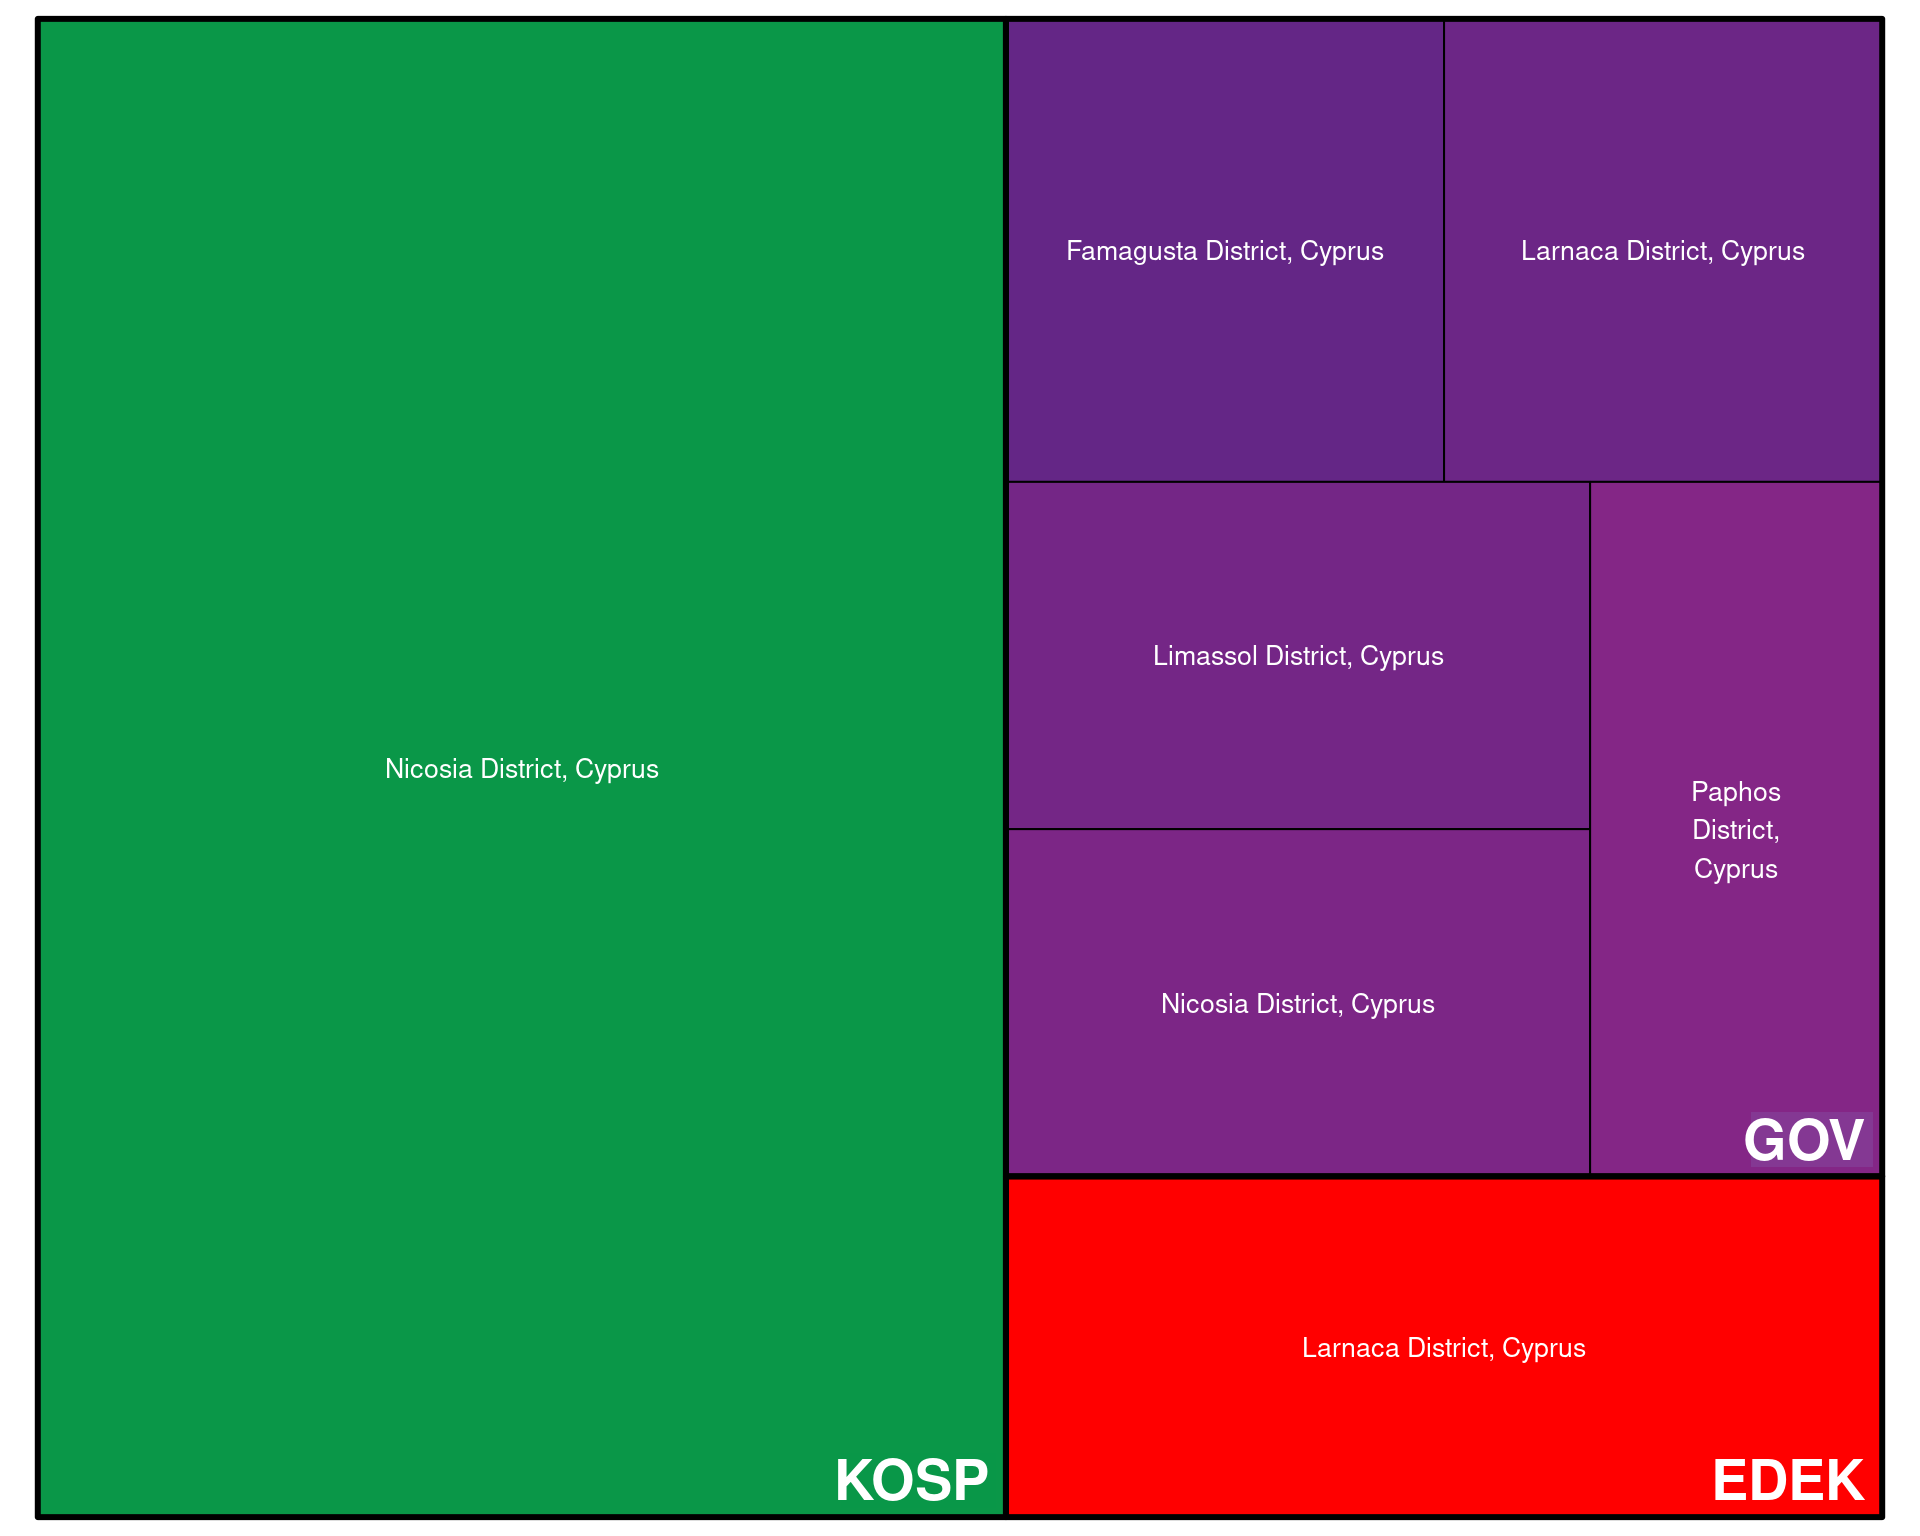 Nicosia District, Cyprus
KOSP
Famagusta District, Cyprus
Larnaca District, Cyprus
Limassol District, Cyprus
Nicosia District, Cyprus
Paphos
District,
Cyprus
GOV
Larnaca District, Cyprus
EDEK